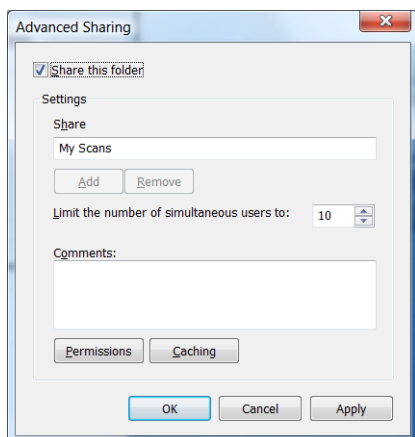 Advanced Sharing
Share this folder
Settings
Share
My Scans
Add Remove
Limit the number of simultaneous users to: 10
Comments:
Permissions Caching
OK Cancel Apply